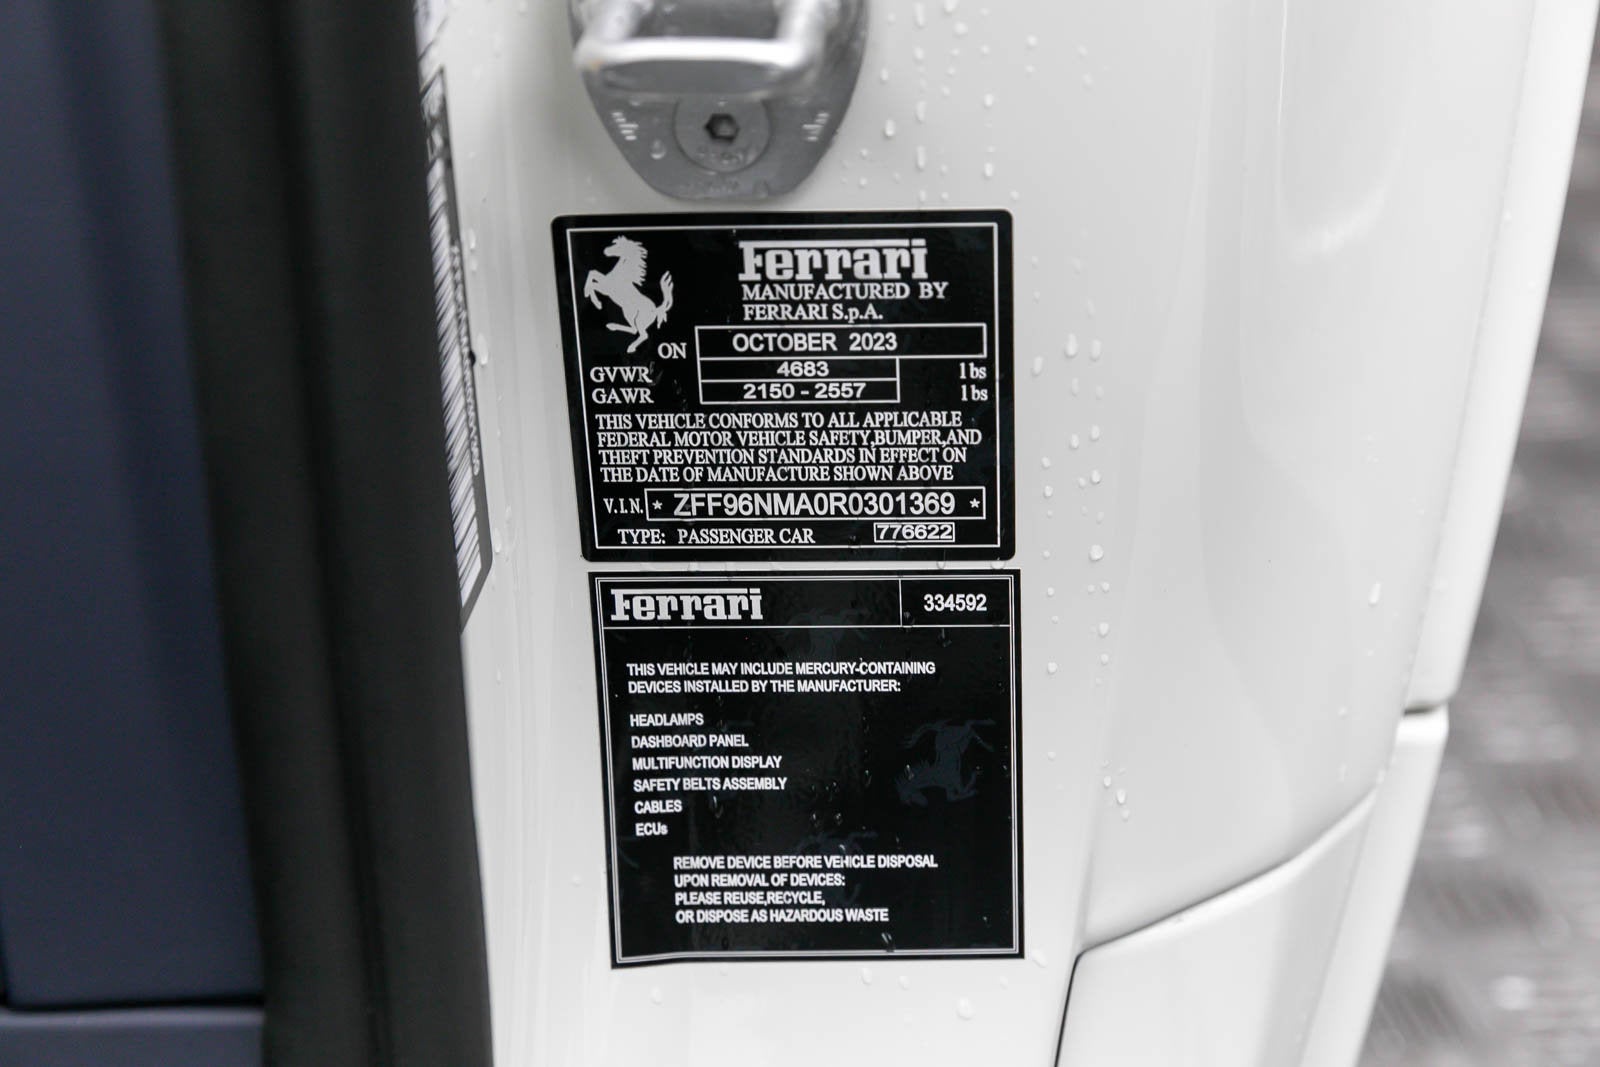 Ferrari
MANUFACTURED BY
FERRARI S.p.A.
ON OCTOBER 2023
GVWR 4683 lbs
GAWR 2150 - 2557 lbs
THIS VEHICLE CONFORMS TO ALL APPLICABLE
FEDERAL MOTOR VEHICLE SAFETY,BUMPER,AND
THEFT PREVENTION STANDARDS IN EFFECT ON
THE DATE OF MANUFACTURE SHOWN ABOVE
V.I.N. * ZFF96NMA0R0301369 *
TYPE: PASSENGER CAR 776622
Ferrari 334592
THIS VEHICLE MAY INCLUDE MERCURY-CONTAINING
DEVICES INSTALLED BY THE MANUFACTURER:
HEADLAMPS
DASHBOARD PANEL
MULTIFUNCTION DISPLAY
SAFETY BELTS ASSEMBLY
CABLES
ECUs
REMOVE DEVICE BEFORE VEHICLE DISPOSAL
UPON REMOVAL OF DEVICES:
PLEASE REUSE,RECYCLE,
OR DISPOSE AS HAZARDOUS WASTE